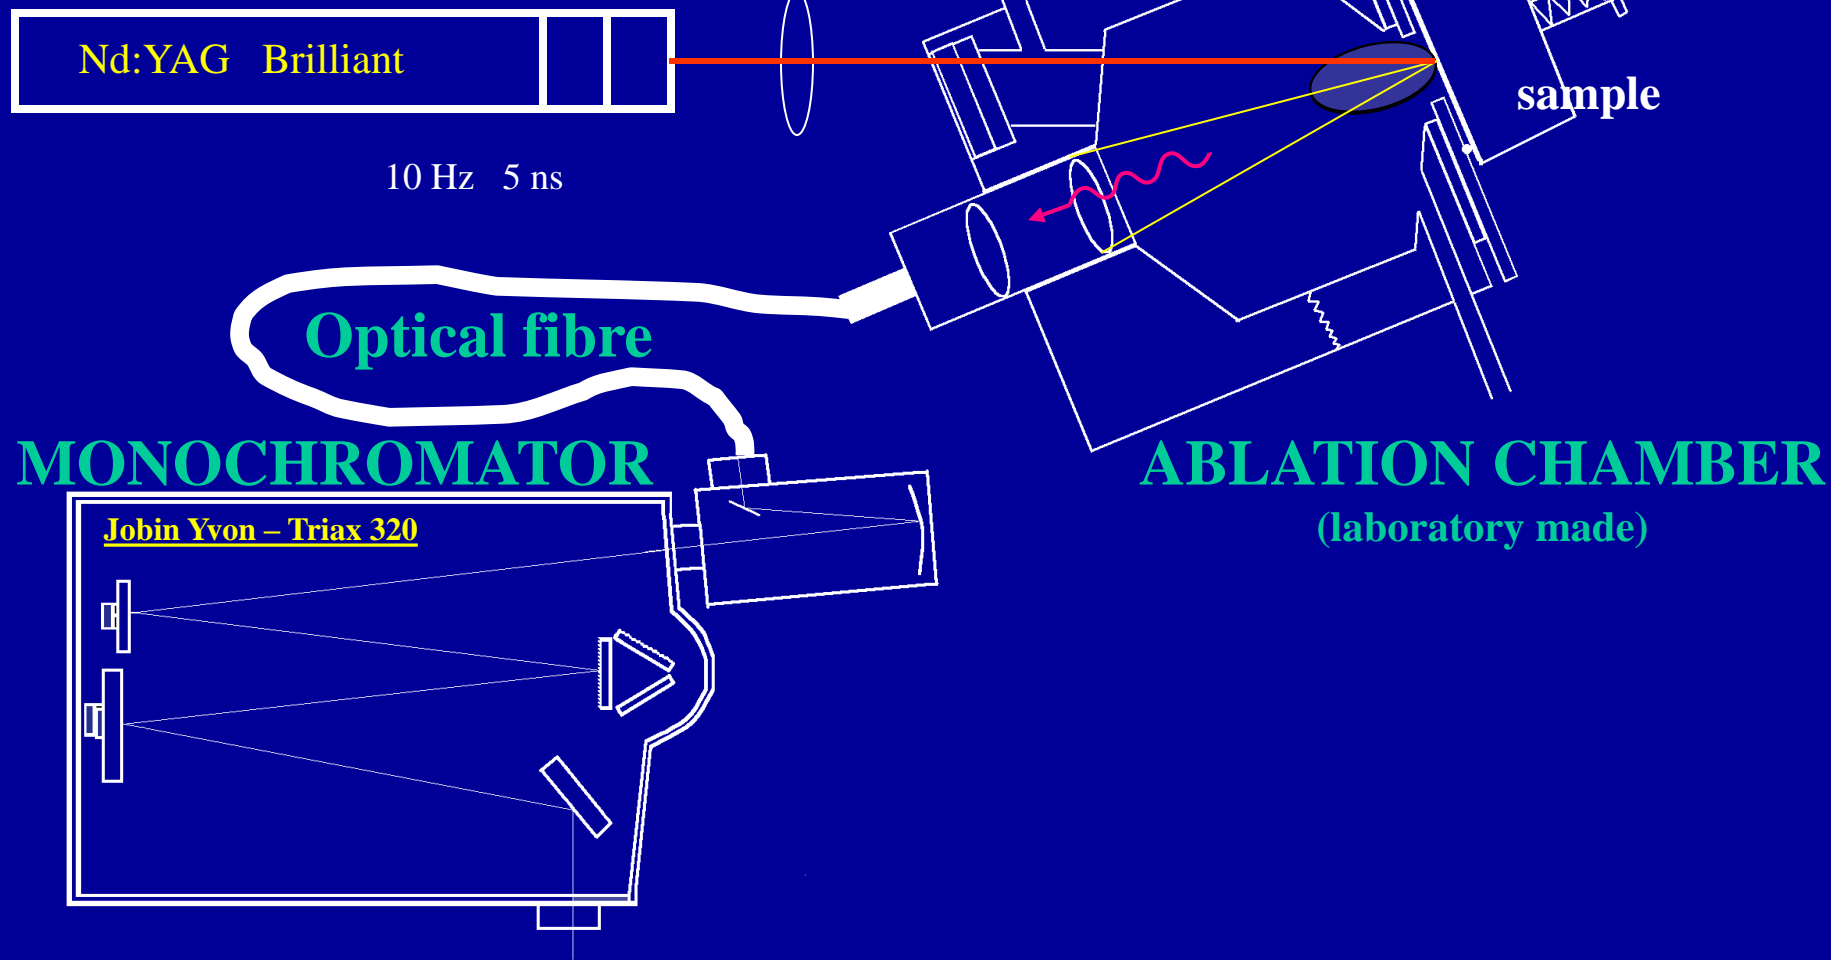 Nd:YAG Brilliant
sample
10 Hz 5 ns
Optical fibre
MONOCHROMATOR
ABLATION CHAMBER
Jobin Yvon – Triax 320
(laboratory made)